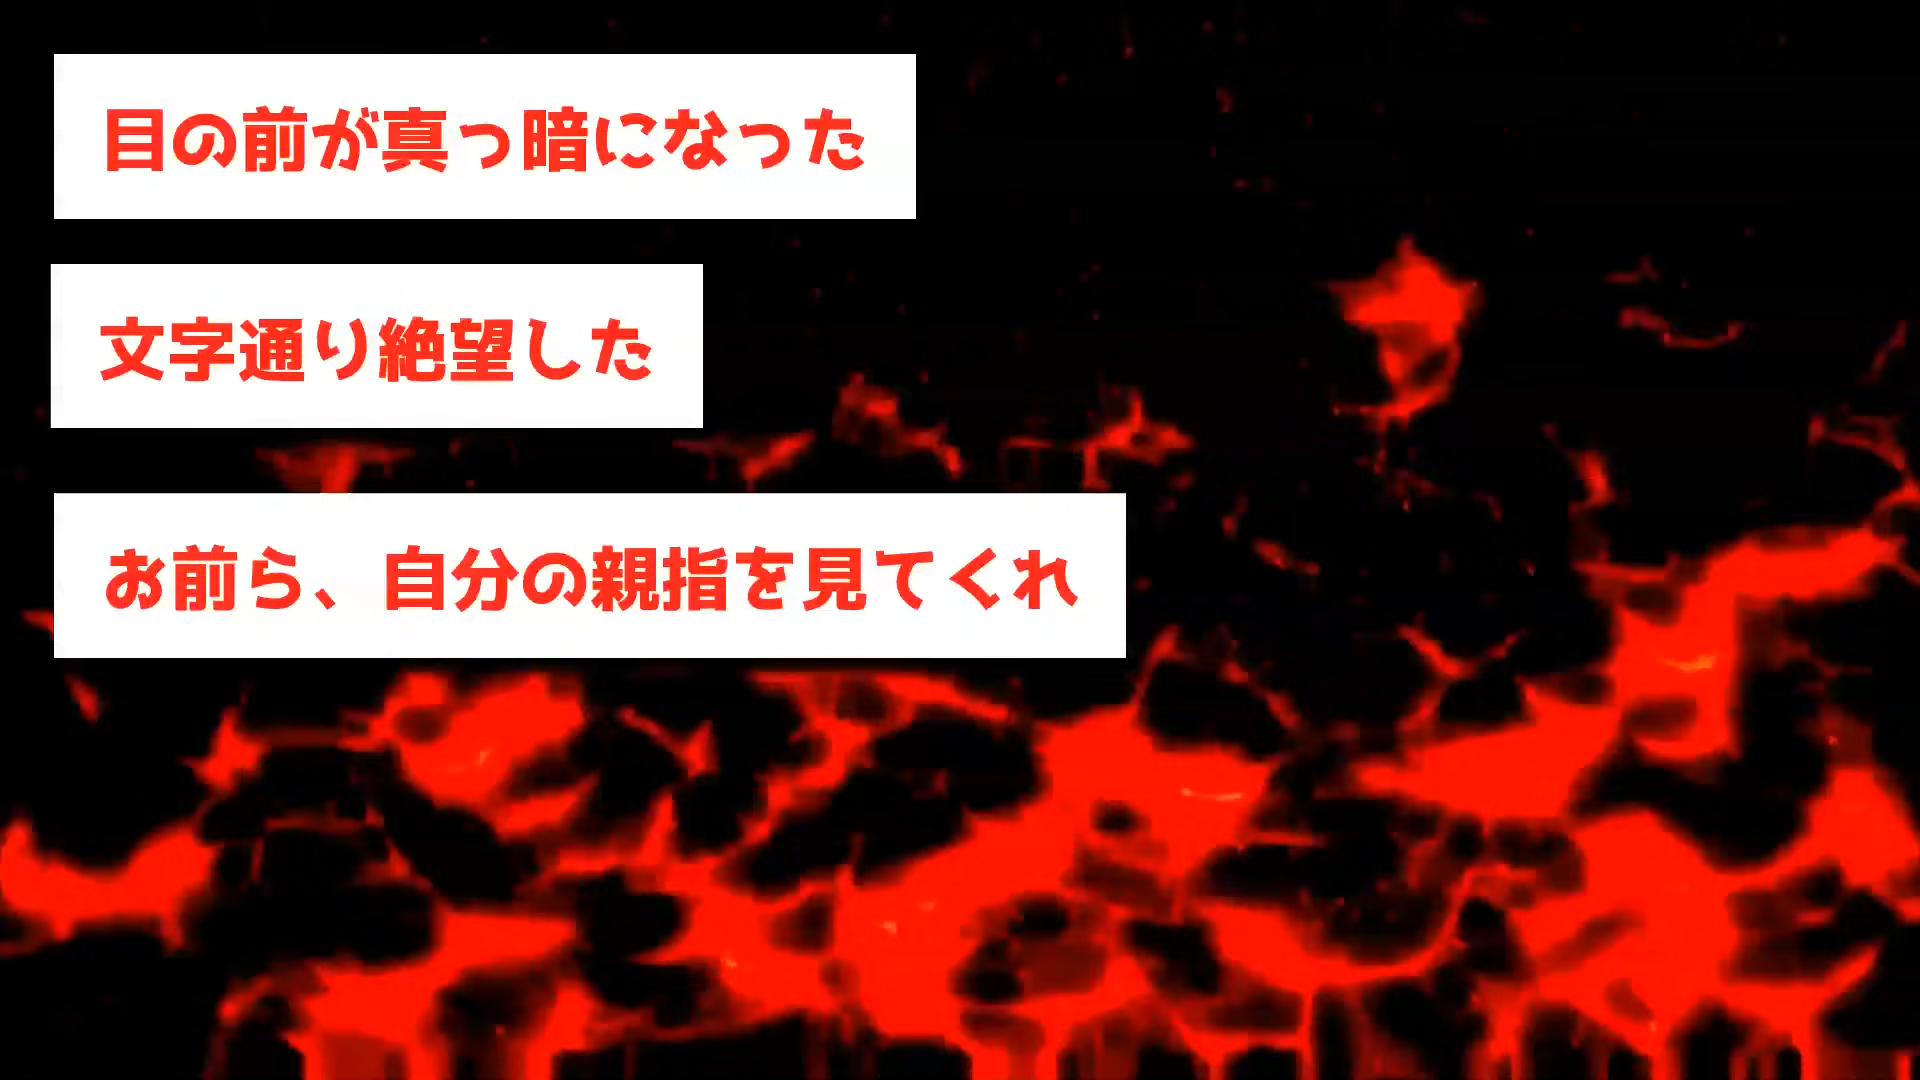 目の前が真っ暗になった
文字通り絶望した
お前ら、自分の親指を見てくれ